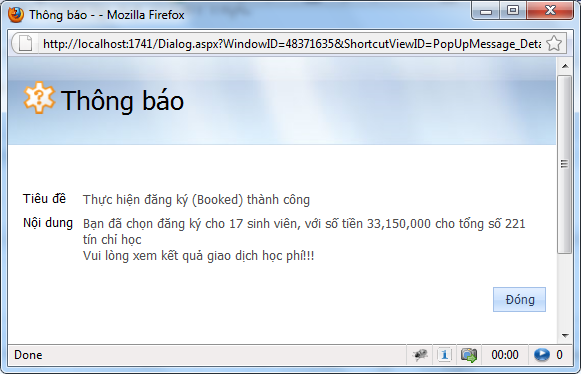 Thông báo - - Mozilla Firefox
http://localhost:1741/Dialog.aspx?WindowID=48371635&ShortcutViewID=PopUpMessage_Deta
Thông báo
Tiêu đề Thực hiện đăng ký (Booked) thành công
Nội dung Bạn đã chọn đăng ký cho 17 sinh viên, với số tiền 33,150,000 cho tổng số 221
tín chỉ học
Vui lòng xem kết quả giao dịch học phí!!!
Đóng
Done 00:00 0